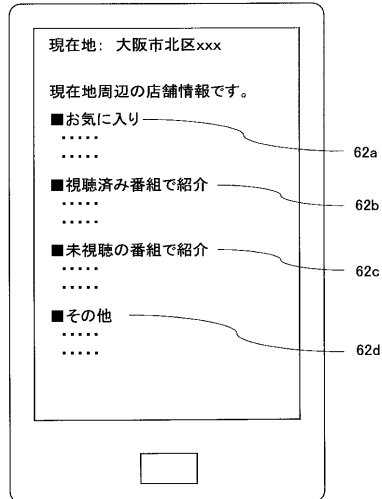 現在地: 大阪市北区xxx
現在地周辺の店舗情報です。
■お気に入り
･････
･････
62a
■視聴済み番組で紹介
･････
･････
62b
■未視聴の番組で紹介
･････
･････
62c
■その他
･････
･････
62d